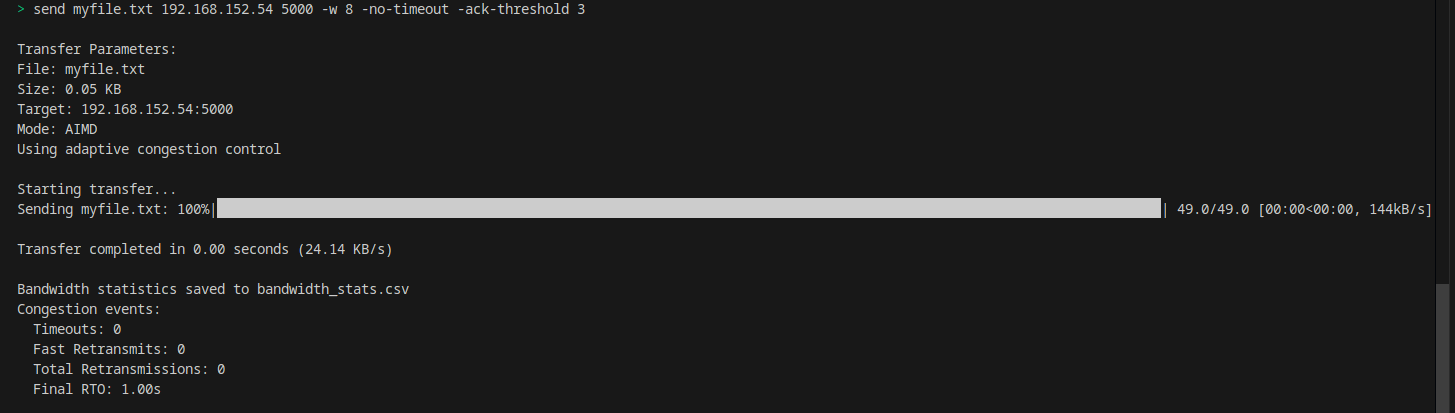 > send myfile.txt 192.168.152.54 5000 -w 8 -no-timeout -ack-threshold 3
Transfer Parameters:
File: myfile.txt
Size: 0.05 KB
Target: 192.168.152.54:5000
Mode: AIMD
Using adaptive congestion control
Starting transfer...
Sending myfile.txt: 100%| | 49.0/49.0 [00:00<00:00, 144kB/s]
Transfer completed in 0.00 seconds (24.14 KB/s)
Bandwidth statistics saved to bandwidth_stats.csv
Congestion events:
Timeouts: 0
Fast Retransmits: 0
Total Retransmissions: 0
Final RTO: 1.00s